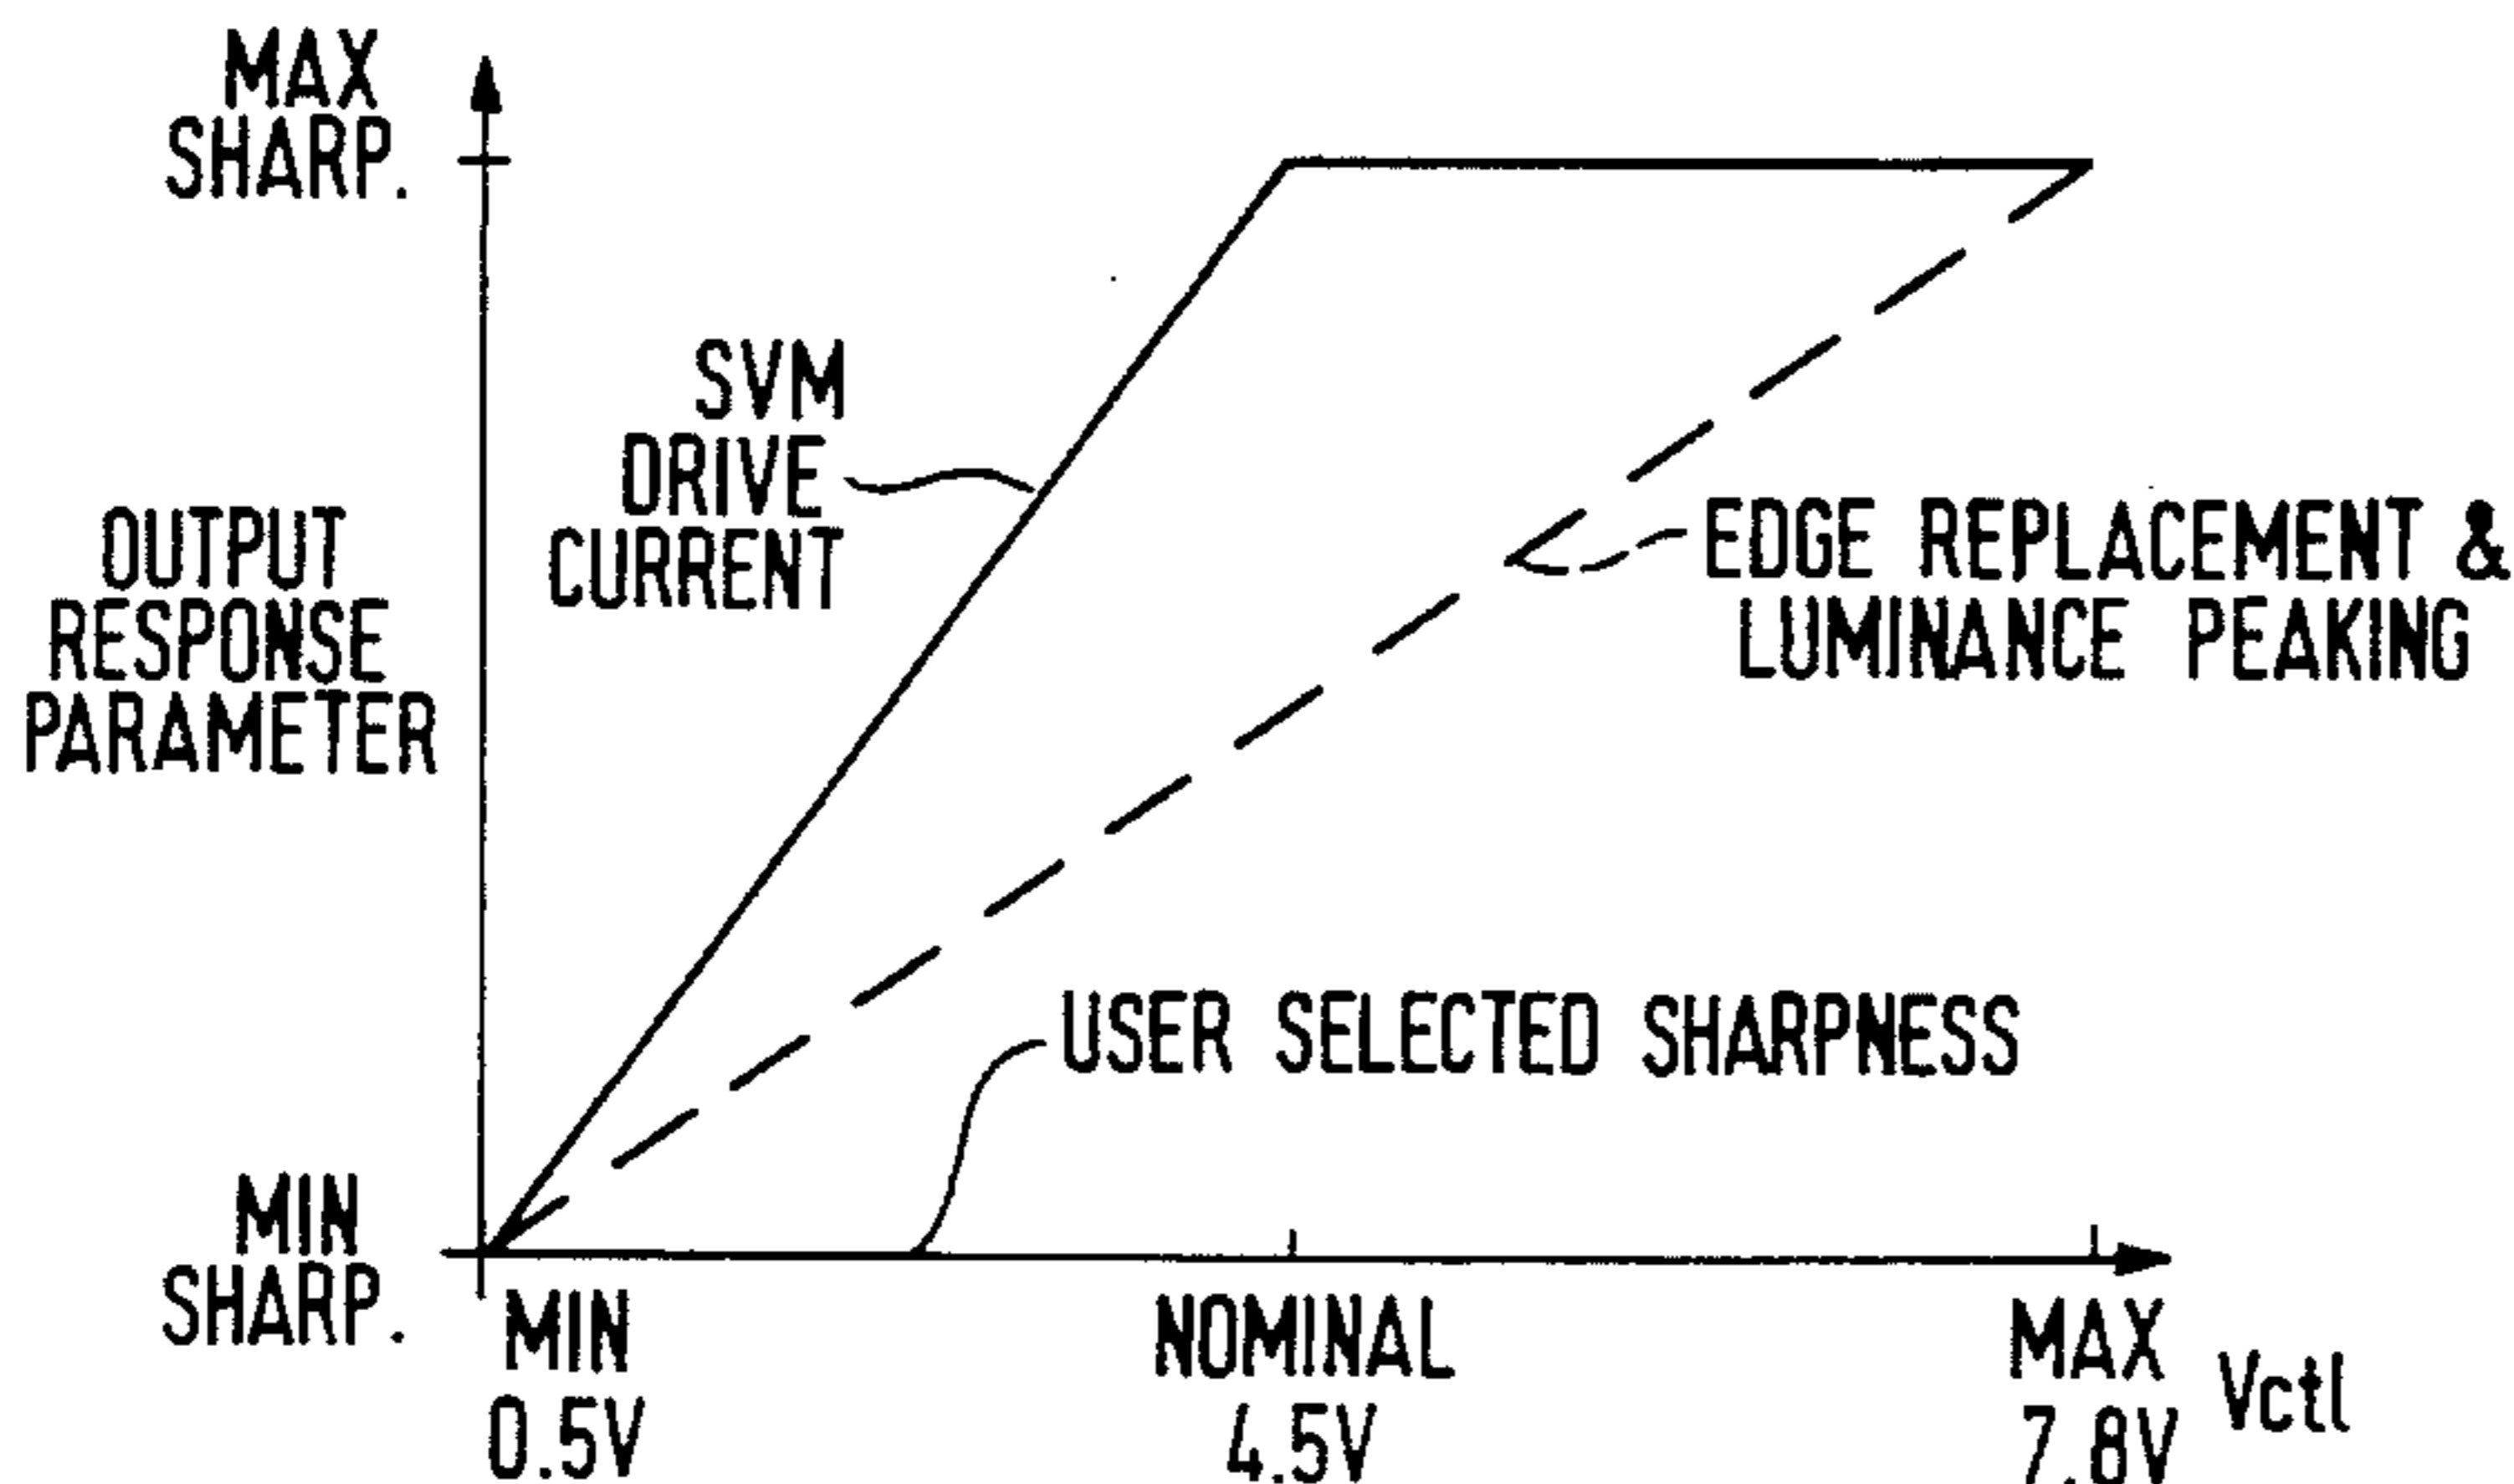 MAX
SHARP.
SVM
DRIVE
CURRENT
OUTPUT
RESPONSE
PARAMETER
EDGE REPLACEMENT &
LUMINANCE PEAKING
USER SELECTED SHARPNESS
MIN
SHARP.
MIN
0.5V
NOMINAL
4.5V
MAX
7.8V
Vctl